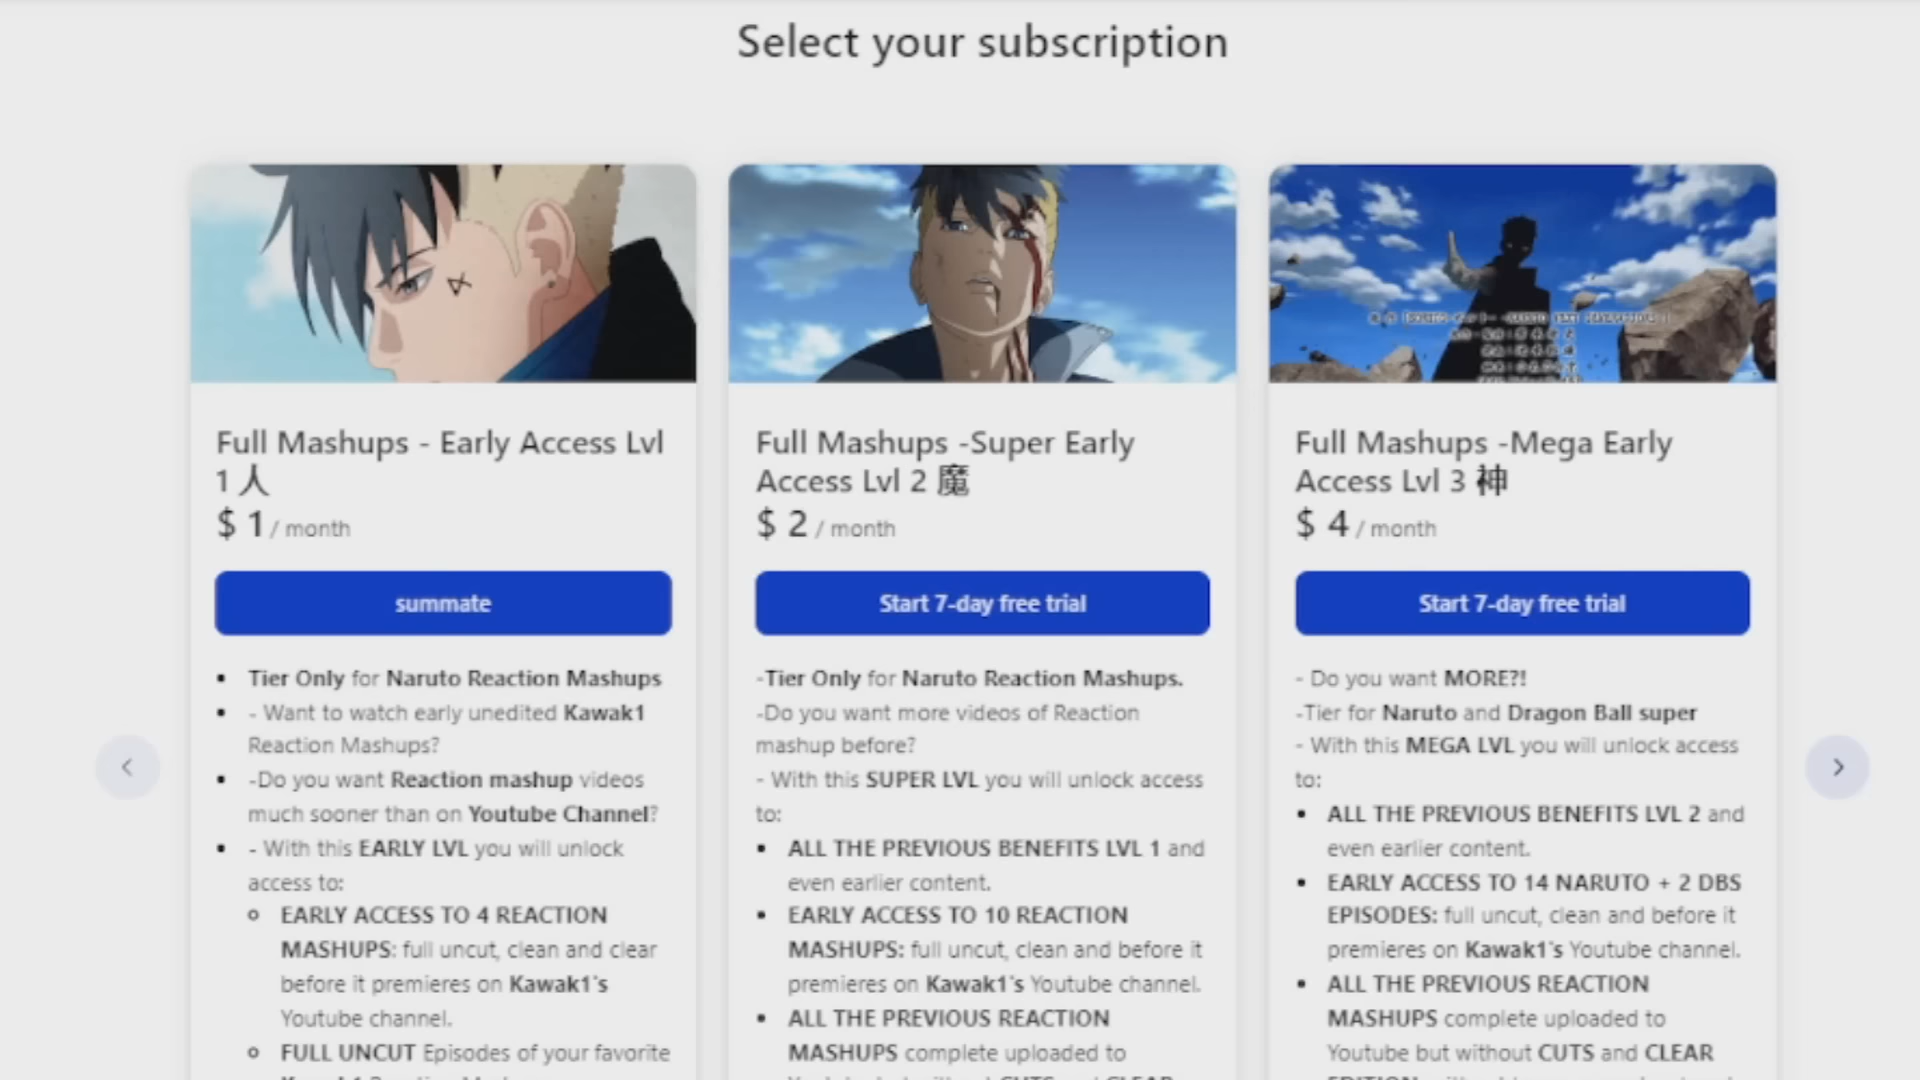 Select your subscription
Full Mashups - Early Access Lvl
1 人
$ 1 / month
summate
Tier Only for Naruto Reaction Mashups
- Want to watch early unedited Kawak1
Reaction Mashups?
-Do you want Reaction mashup videos
much sooner than on Youtube Channel?
- With this EARLY LVL you will unlock
access to:
EARLY ACCESS TO 4 REACTION
MASHUPS: full uncut, clean and clear
before it premieres on Kawak1's
Youtube channel.
FULL UNCUT Episodes of your favorite
Full Mashups -Super Early
Access Lvl 2 魔
$ 2 / month
Start 7-day free trial
-Tier Only for Naruto Reaction Mashups.
-Do you want more videos of Reaction
mashup before?
- With this SUPER LVL you will unlock access
to:
ALL THE PREVIOUS BENEFITS LVL 1 and
even earlier content.
EARLY ACCESS TO 10 REACTION
MASHUPS: full uncut, clean and before it
premieres on Kawak1's Youtube channel.
ALL THE PREVIOUS REACTION
MASHUPS complete uploaded to
Full Mashups -Mega Early
Access Lvl 3 神
$ 4 / month
Start 7-day free trial
- Do you want MORE?!
-Tier for Naruto and Dragon Ball super
- With this MEGA LVL you will unlock access
to:
ALL THE PREVIOUS BENEFITS LVL 2 and
even earlier content.
EARLY ACCESS TO 14 NARUTO + 2 DBS
EPISODES: full uncut, clean and before it
premieres on Kawak1's Youtube channel.
ALL THE PREVIOUS REACTION
MASHUPS complete uploaded to
Youtube but without CUTS and CLEAR